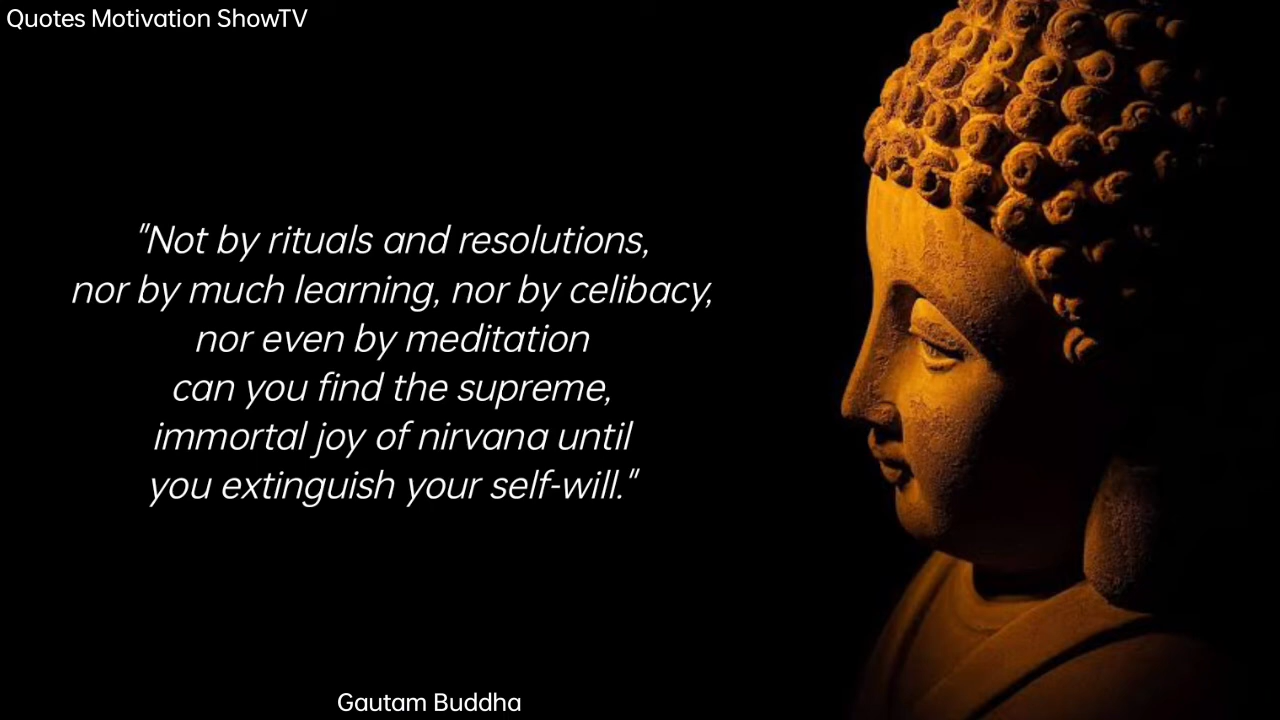 Quotes Motivation ShowTV
"Not by rituals and resolutions,
nor by much learning, nor by celibacy,
nor even by meditation
can you find the supreme,
immortal joy of nirvana until
you extinguish your self-will."
Gautam Buddha